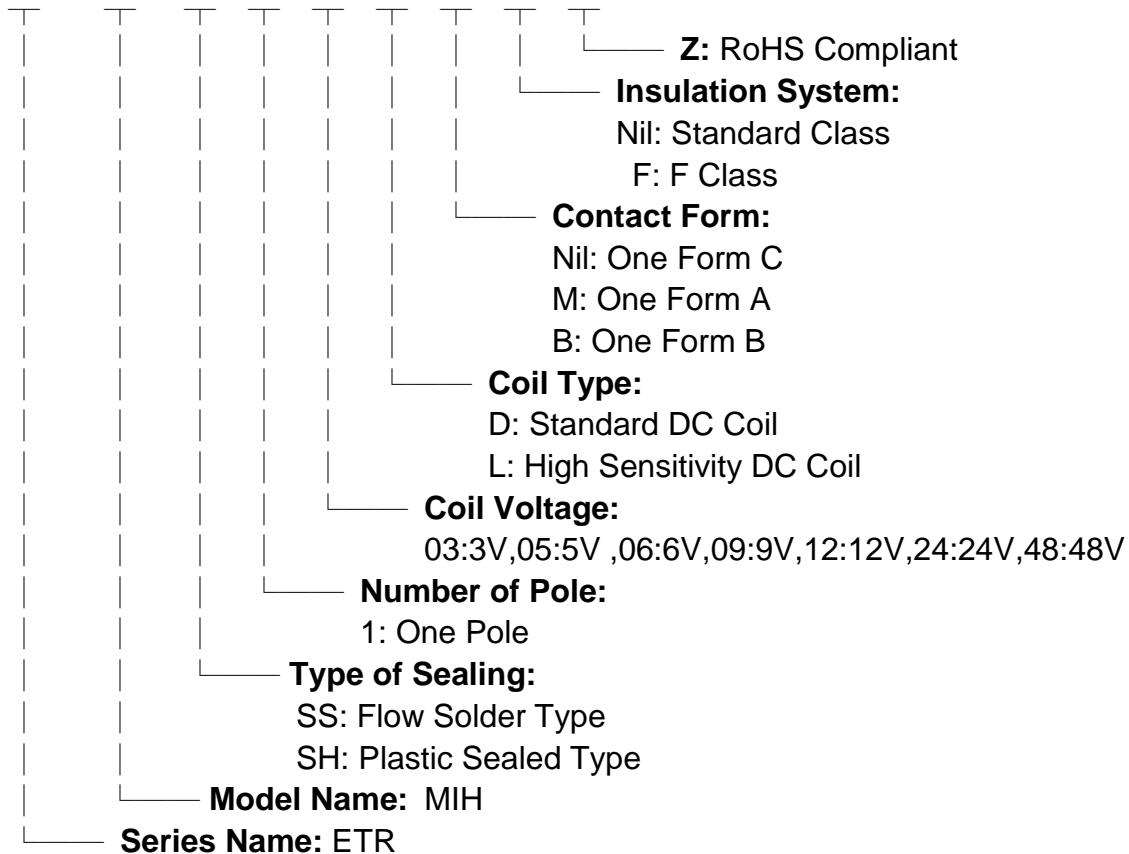 Z: RoHS Compliant
Insulation System:
Nil: Standard Class
F: F Class
Contact Form:
Nil: One Form C
M: One Form A
B: One Form B
Coil Type:
D: Standard DC Coil
L: High Sensitivity DC Coil
Coil Voltage:
03:3V,05:5V ,06:6V,09:9V,12:12V,24:24V,48:48V
Number of Pole:
1: One Pole
Type of Sealing:
SS: Flow Solder Type
SH: Plastic Sealed Type
Model Name: MIH
Series Name: ETR